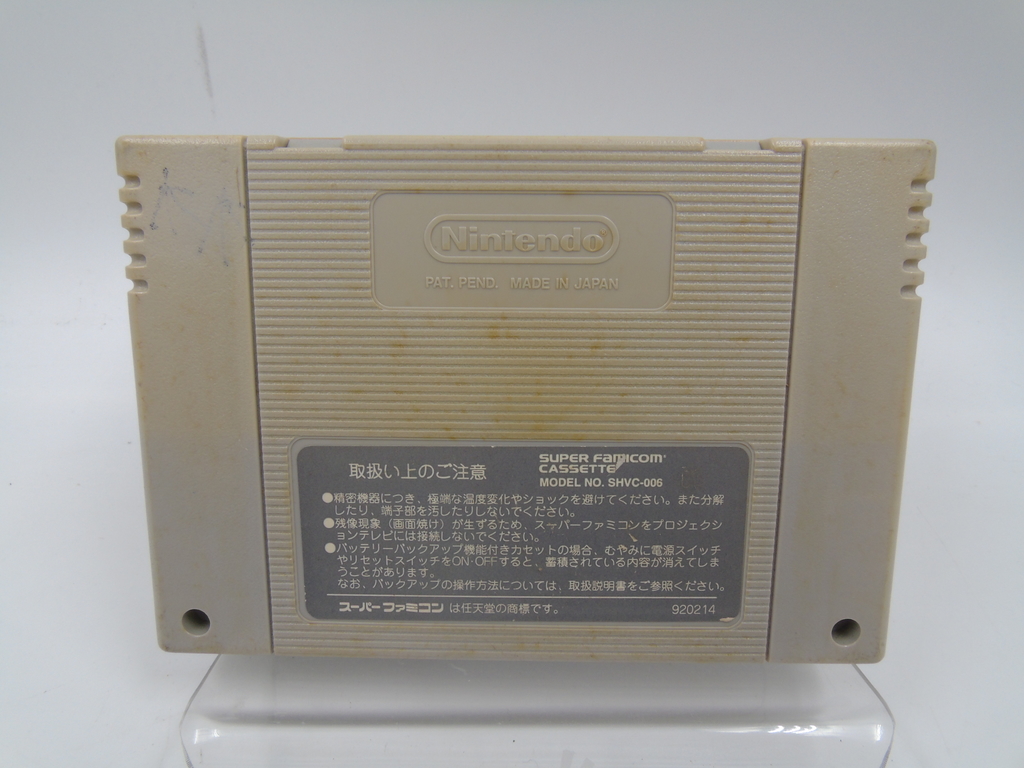 Nintendo
PAT. PEND. MADE IN JAPAN
取扱い上のご注意
SUPER FAMICOM
CASSETTE
MODEL NO. SHVC-006
●精密機器につき、極端な温度変化やショックを避けてください。また分解
したり、端子部を汚したりしないでください。
●残像現象（画面焼け）が生ずるため、スーパーファミコンをプロジェクシ
ョンテレビには接続しないでください。
●バッテリーバックアップ機能付きカセットの場合、むやみに電源スイッチ
やリセットスイッチをON・OFFすると、蓄積されている内容が消えてしま
うことがあります。
なお、バックアップの操作方法については、取扱説明書をご参照ください。
スーパーファミコン は任天堂の商標です。 920214